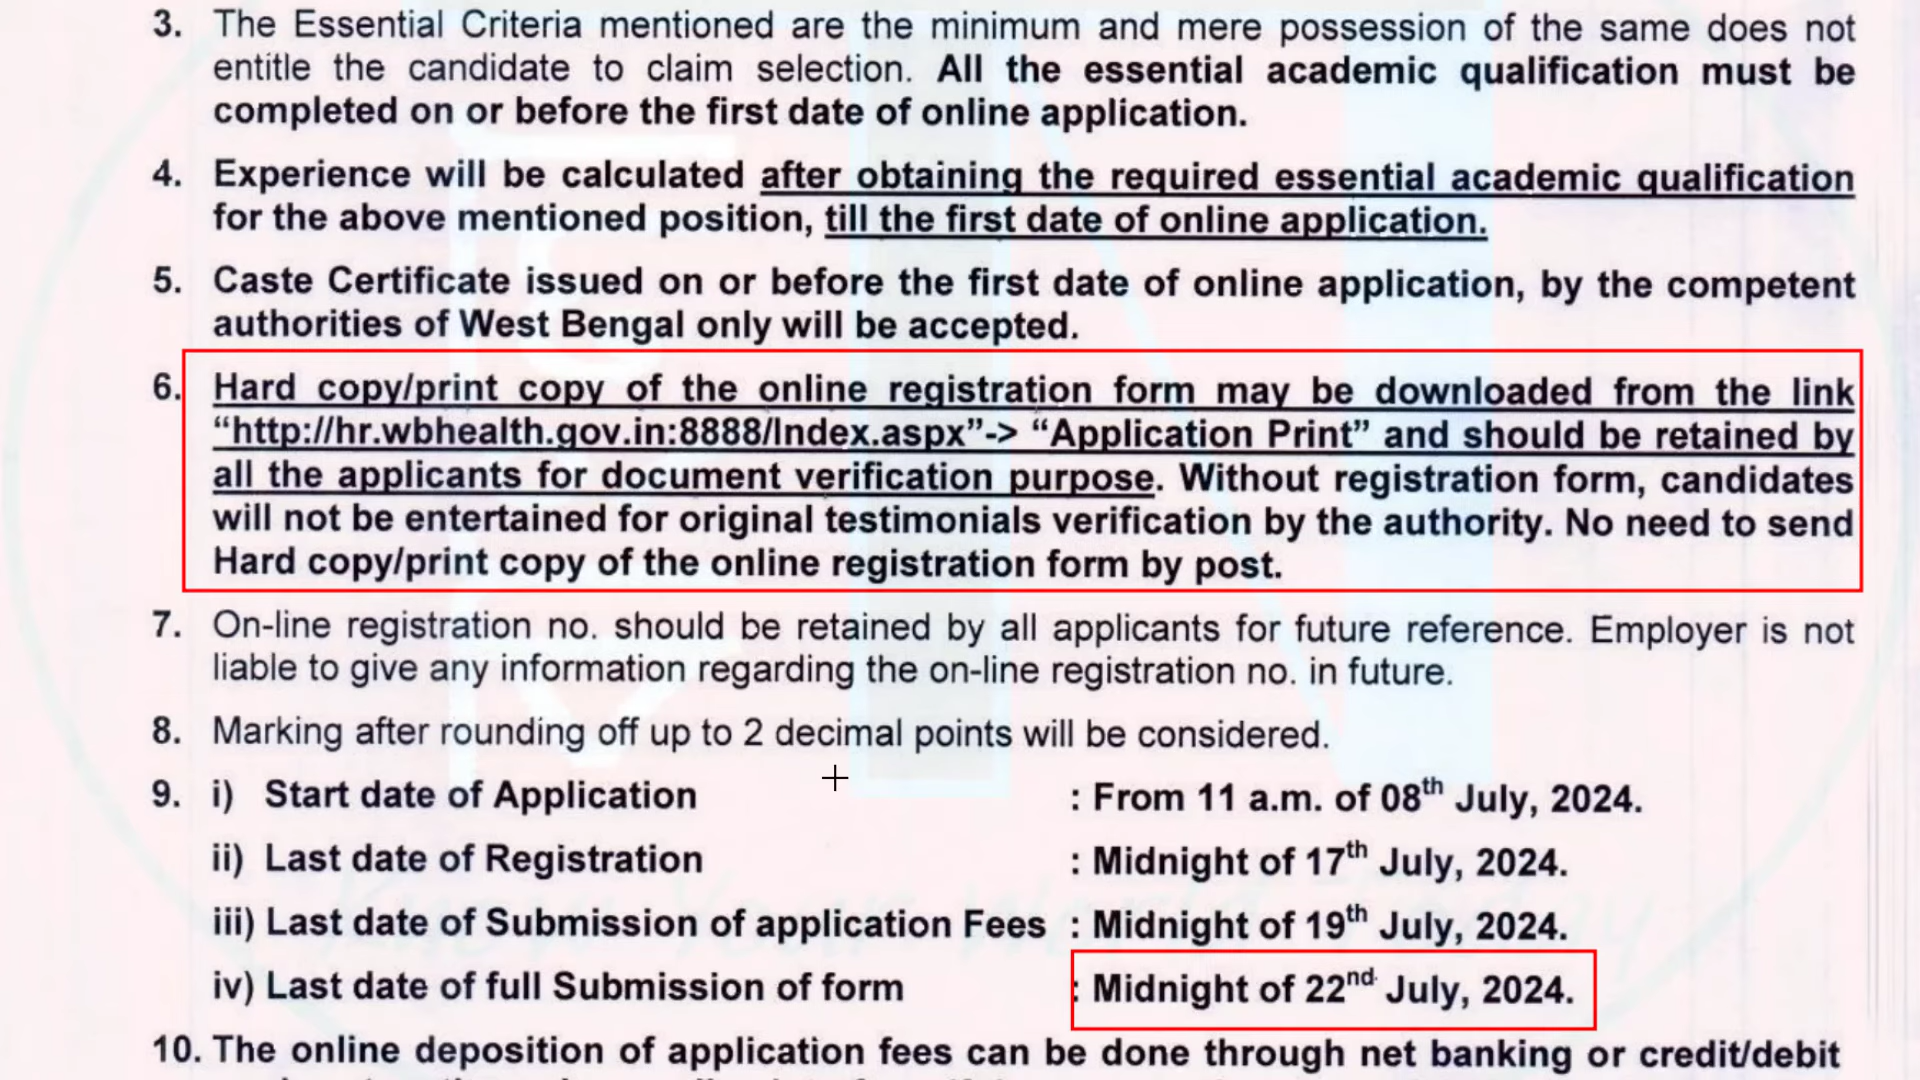 3. The Essential Criteria mentioned are the minimum and mere possession of the same does not
entitle the candidate to claim selection. All the essential academic qualification must be
completed on or before the first date of online application.
4. Experience will be calculated after obtaining the required essential academic qualification
for the above mentioned position, till the first date of online application.
5. Caste Certificate issued on or before the first date of online application, by the competent
authorities of West Bengal only will be accepted.
6. Hard copy/print copy of the online registration form may be downloaded from the link
“http://hr.wbhealth.gov.in:8888/Index.aspx”-> “Application Print” and should be retained by
all the applicants for document verification purpose. Without registration form, candidates
will not be entertained for original testimonials verification by the authority. No need to send
Hard copy/print copy of the online registration form by post.
7. On-line registration no. should be retained by all applicants for future reference. Employer is not
liable to give any information regarding the on-line registration no. in future.
8. Marking after rounding off up to 2 decimal points will be considered.
9. i) Start date of Application : From 11 a.m. of 08th July, 2024.
ii) Last date of Registration : Midnight of 17th July, 2024.
iii) Last date of Submission of application Fees : Midnight of 19th July, 2024.
iv) Last date of full Submission of form : Midnight of 22nd July, 2024.
10. The online deposition of application fees can be done through net banking or credit/debit